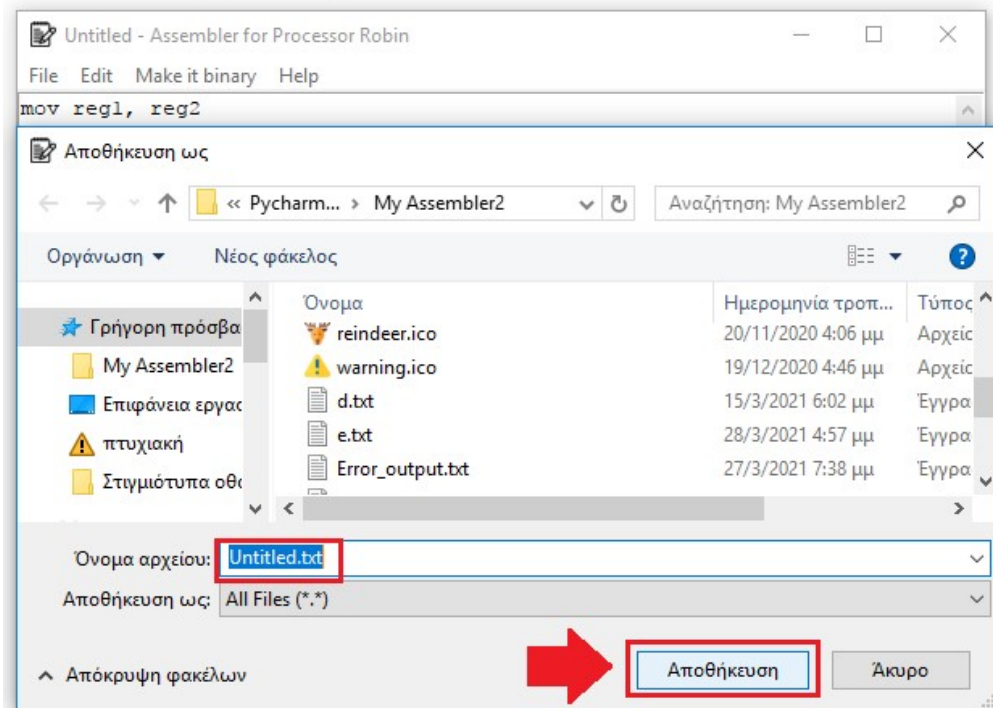 Untitled - Assembler for Processor Robin
File Edit Make it binary Help
mov reg1, reg2
Αποθήκευση ως
« Pycharm... › My Assembler2
Αναζήτηση: My Assembler2
Οργάνωση Νέος φάκελος
Όνομα Ημερομηνία τροπ... Τύπος
Γρήγορη πρόσβα
My Assembler2
Επιφάνεια εργασ
πτυχιακή
Στιγμιότυπα οθό
reindeer.ico 20/11/2020 4:06 μμ Αρχείο
warning.ico 19/12/2020 4:46 μμ Αρχείο
d.txt 15/3/2021 6:02 μμ Έγγρα
e.txt 28/3/2021 4:57 μμ Έγγρα
Error_output.txt 27/3/2021 7:38 μμ Έγγρα
Όνομα αρχείου: Untitled.txt
Αποθήκευση ως: All Files (*.*)
Απόκρυψη φακέλων
Αποθήκευση Άκυρο